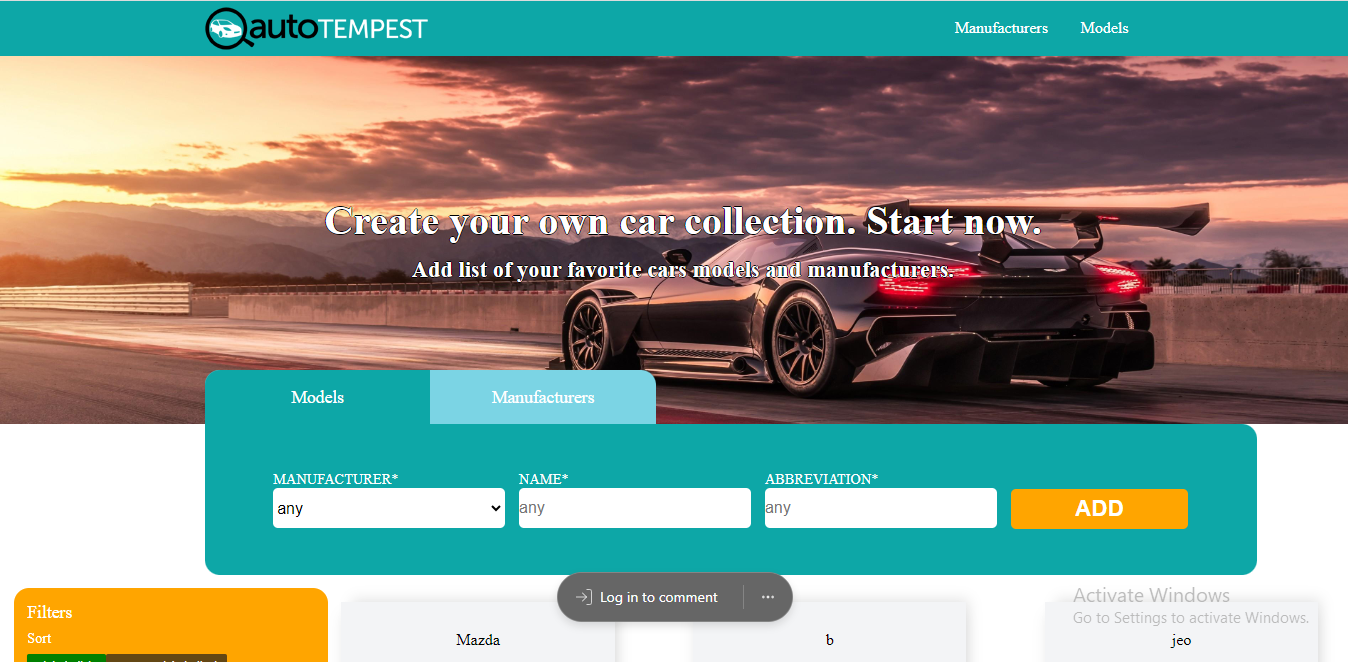 autoTEMPEST
Manufacturers
Models
Create your own car collection. Start now.
Add list of your favorite cars models and manufacturers.
Models
Manufacturers
MANUFACTURER*
NAME*
ABBREVIATION*
any
any
any
ADD
Filters
Sort
Log in to comment
Mazda
b
jeo
Activate Windows
Go to Settings to activate Windows.